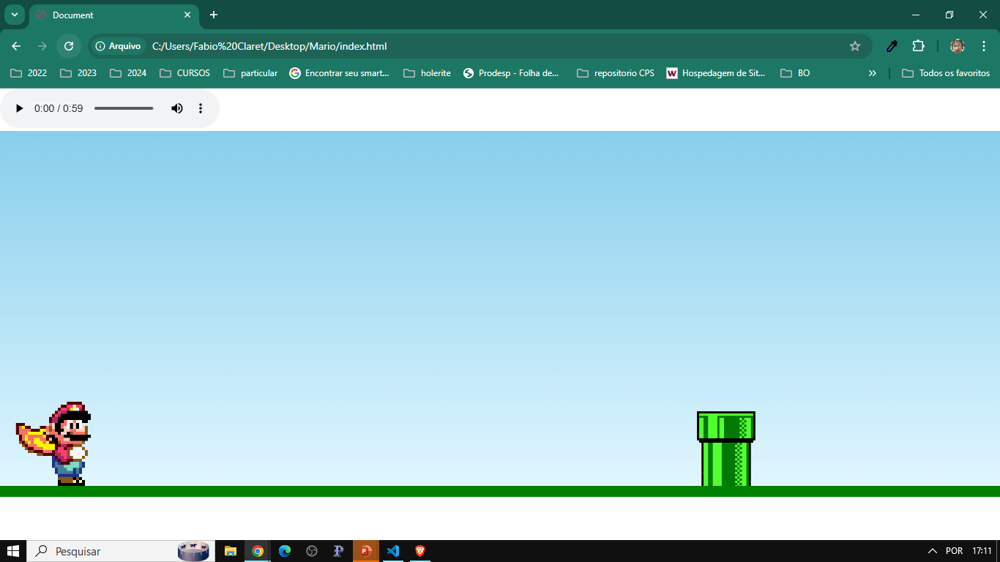 Document
Arquivo
C:/Users/Fabio%20Claret/Desktop/Mario/index.html
2022 2023 2024 CURSOS particular Encontrar seu smart... holerite Prodesp - Folha de... repositorio CPS Hospedagem de Sit... BO Todos os favoritos
0:00 / 0:59
Pesquisar POR 17:11